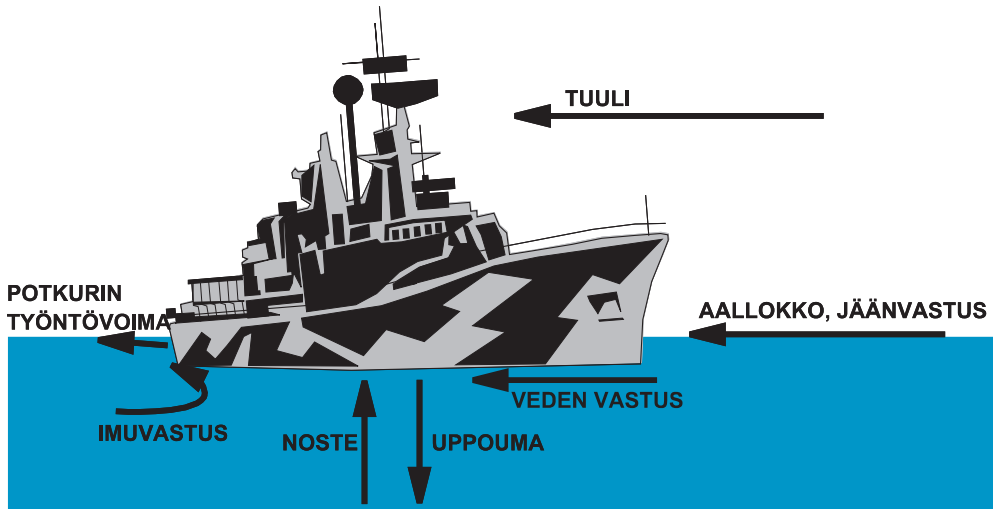 TUULI
POTKURIN
TYÖNTÖVOIMA
AALLOKKO, JÄÄNVASTUS
VEDEN VASTUS
IMUVASTUS
NOSTE
UPPOUMA